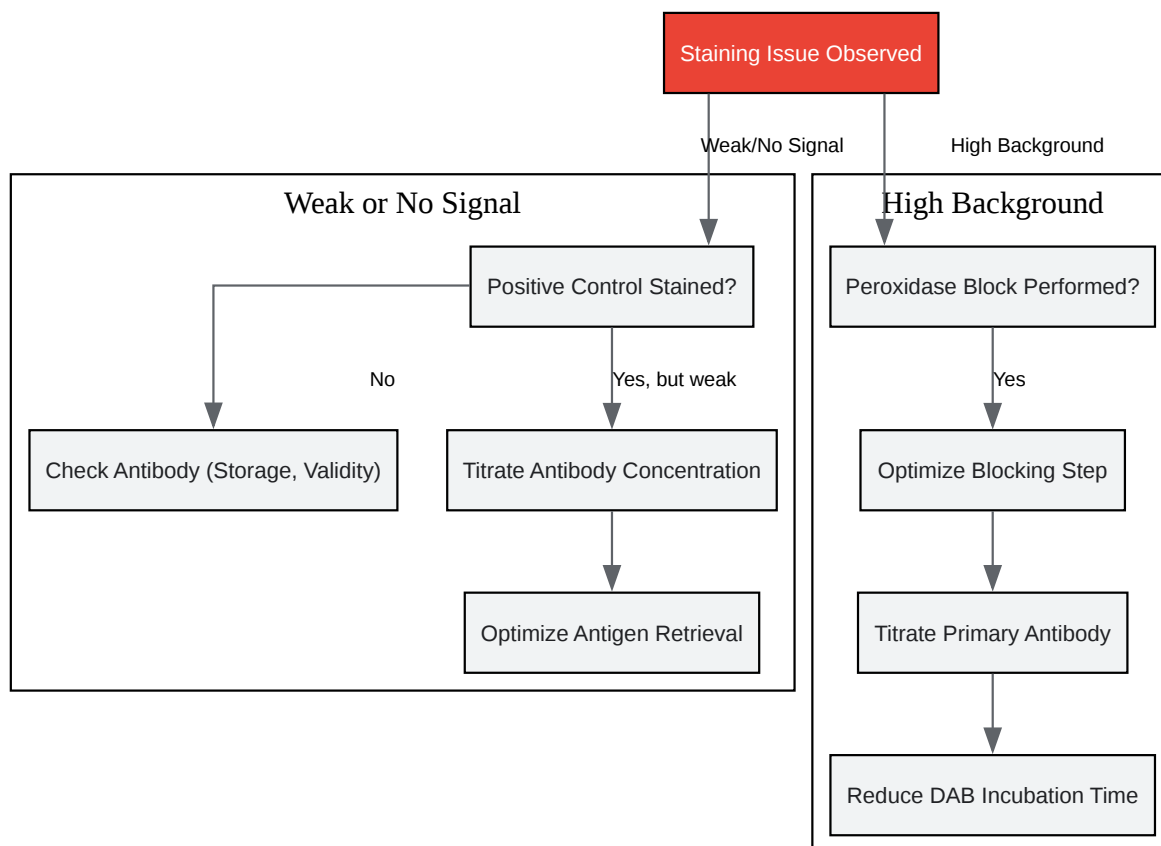 Staining Issue Observed
Weak/No Signal
High Background
Weak or No Signal
High Background
Positive Control Stained?
Peroxidase Block Performed?
No
Yes, but weak
Yes
Check Antibody (Storage, Validity)
Titrate Antibody Concentration
Optimize Blocking Step
Optimize Antigen Retrieval
Titrate Primary Antibody
Reduce DAB Incubation Time